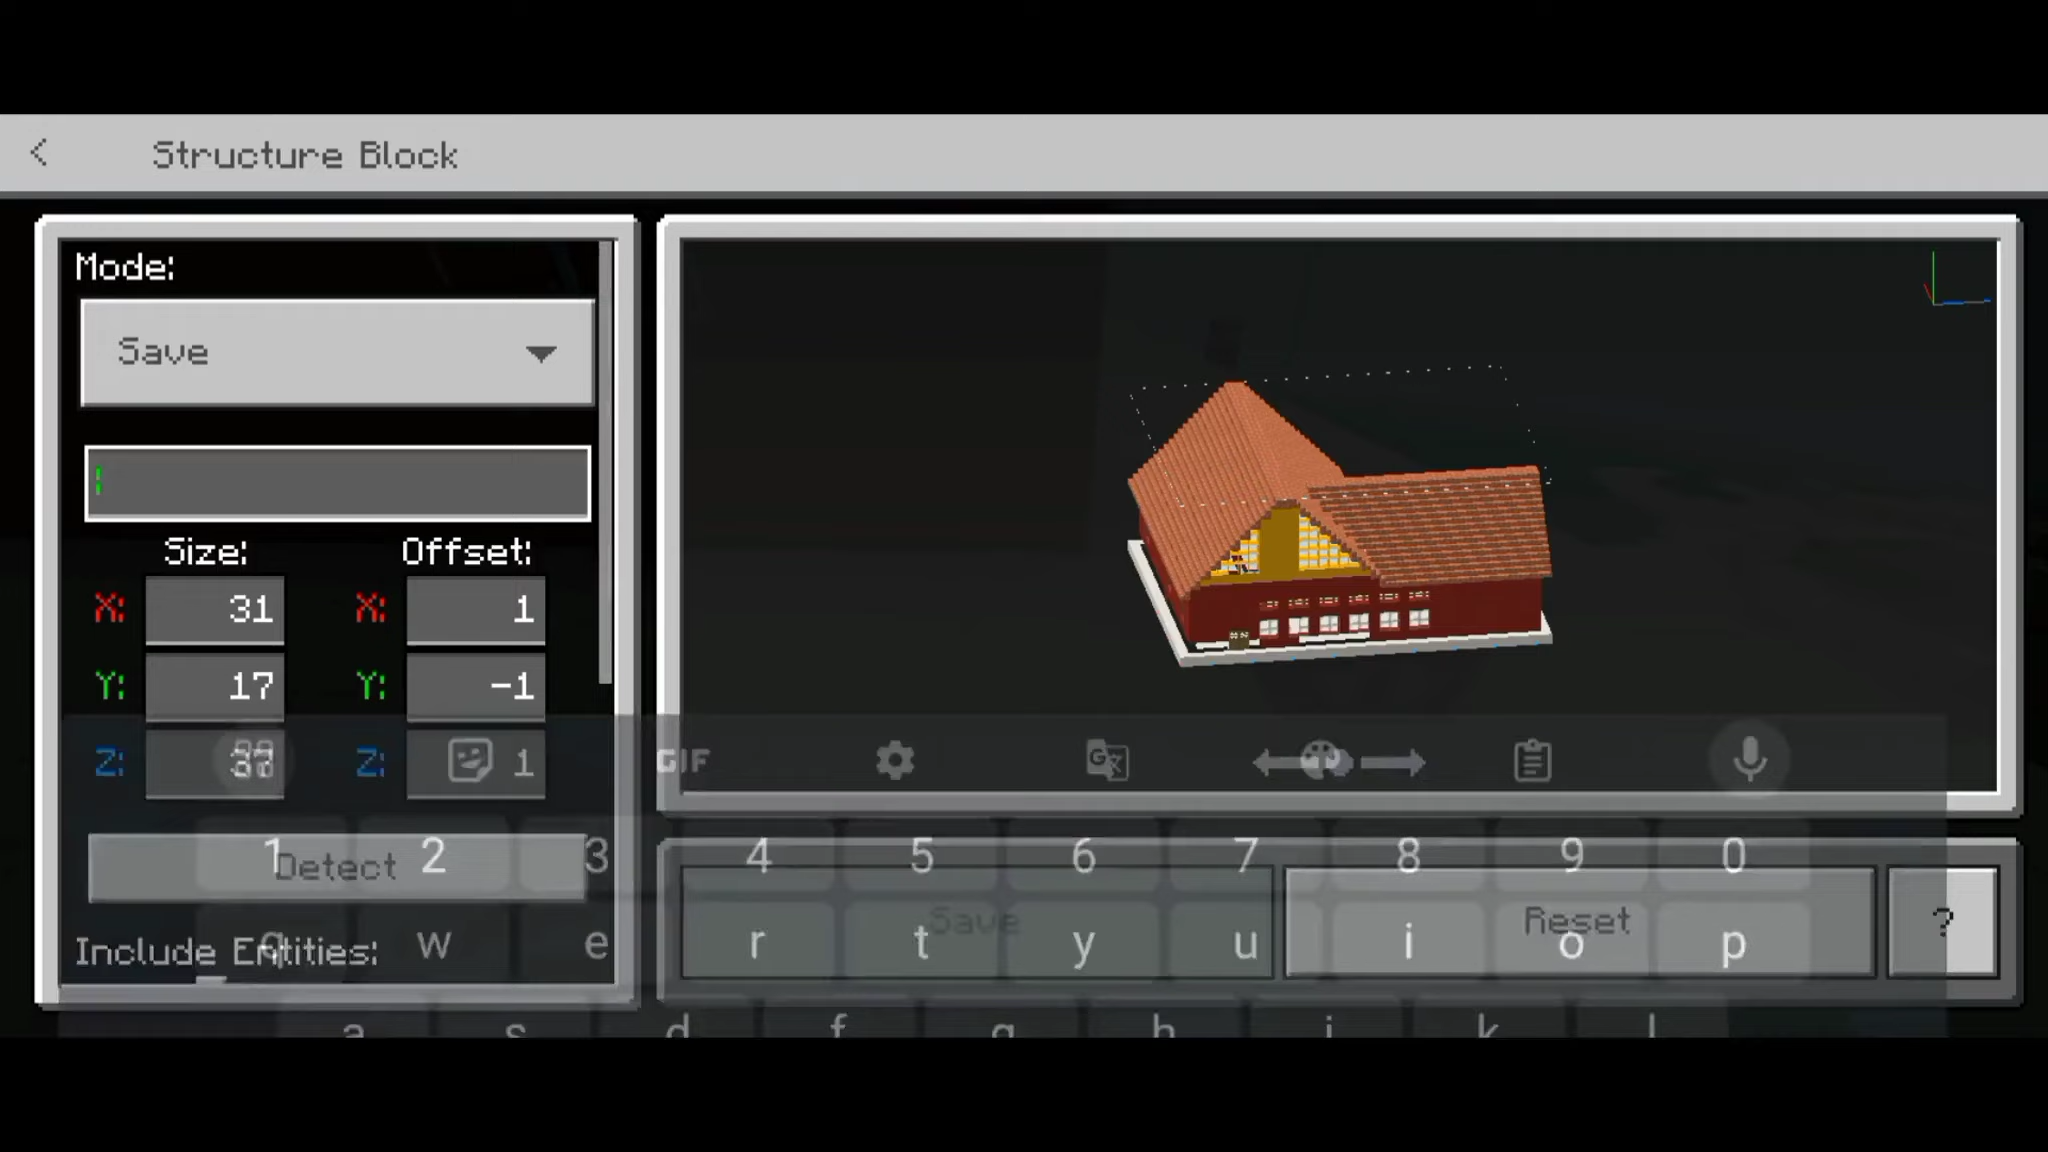 Structure Block
Mode:
Save
Size: Offset:
X: 31 X: 1
Y: 17 Y: -1
Z: 37 Z: 1
GIF
Detect
1 2 3 4 5 6 7 8 9 0
Save Reset ?
q w e r t y u i o p
Include Entities:
a s d f g h j k l